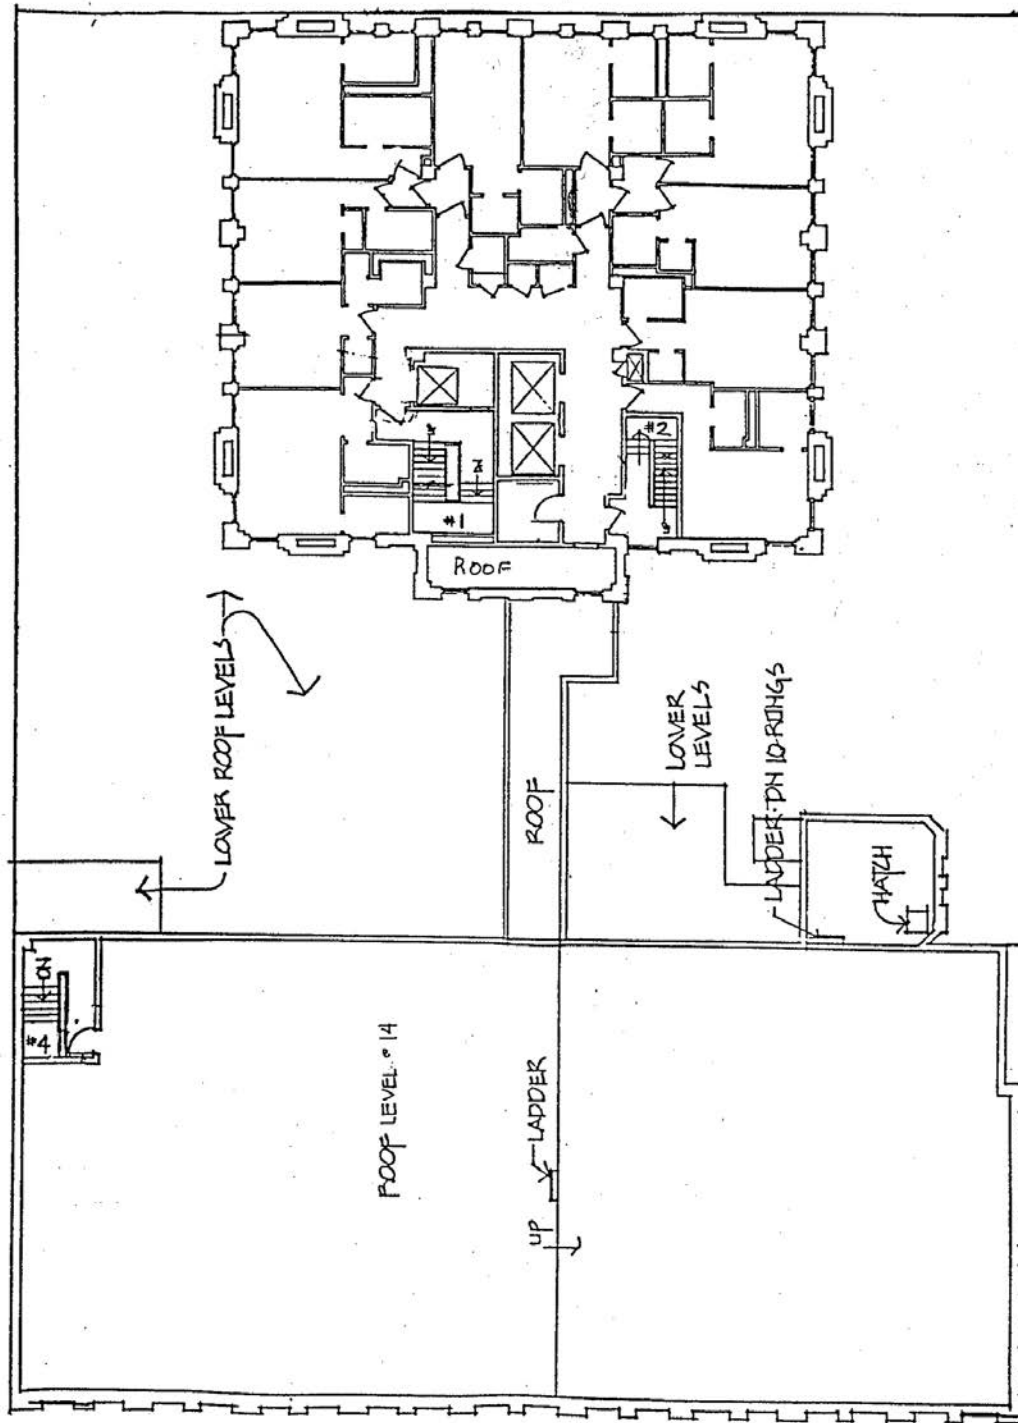 #2
#1
ROOF
LOWER ROOF LEVELS
LOWER
LEVELS
ROOF
LADDER·DN 10·RUNGS
HATCH
DN
#4
ROOF LEVEL @ 14
LADDER
UP